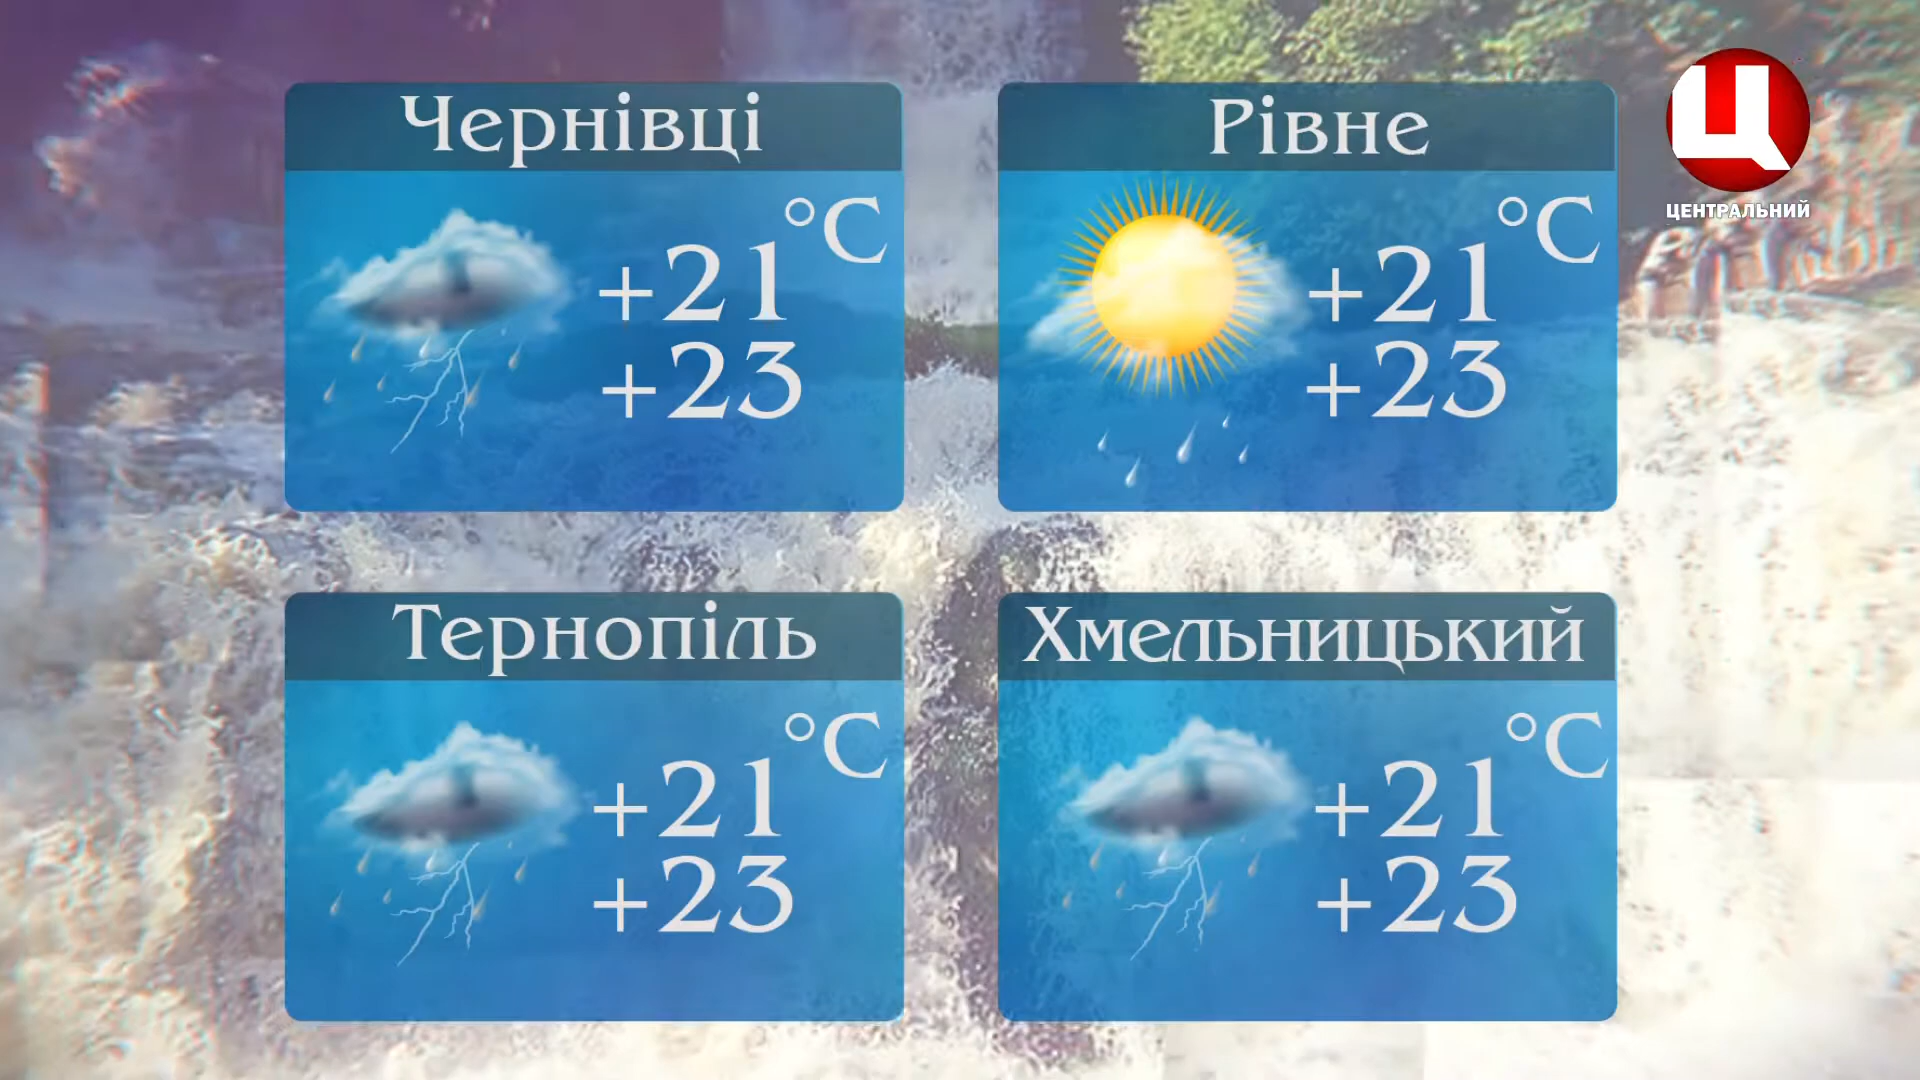 Чернівці
°C
+21
+23
Рівне
°C
+21
+23
ЦЕНТРАЛЬНИЙ
Тернопіль
°C
+21
+23
Хмельницький
°C
+21
+23